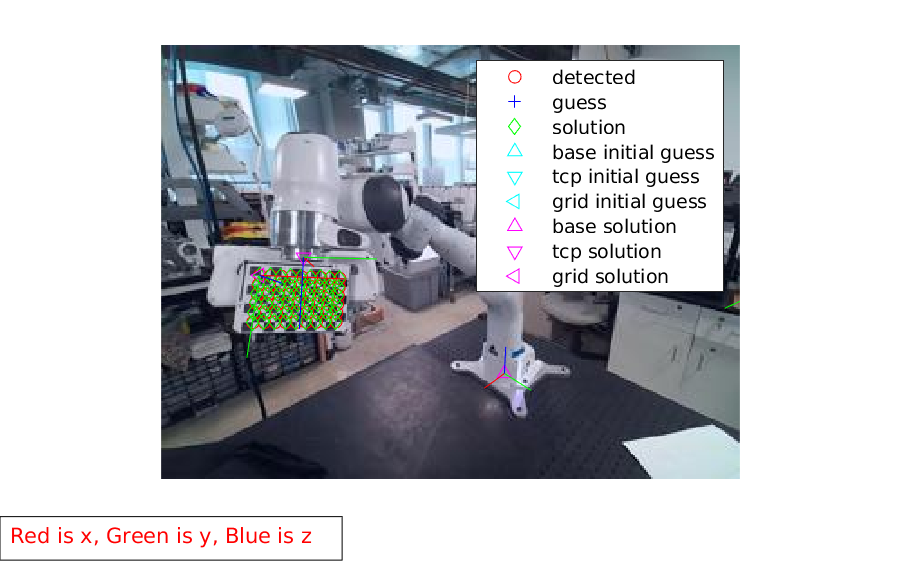 detected
guess
solution
base initial guess
tcp initial guess
grid initial guess
base solution
tcp solution
grid solution
Red is x, Green is y, Blue is z